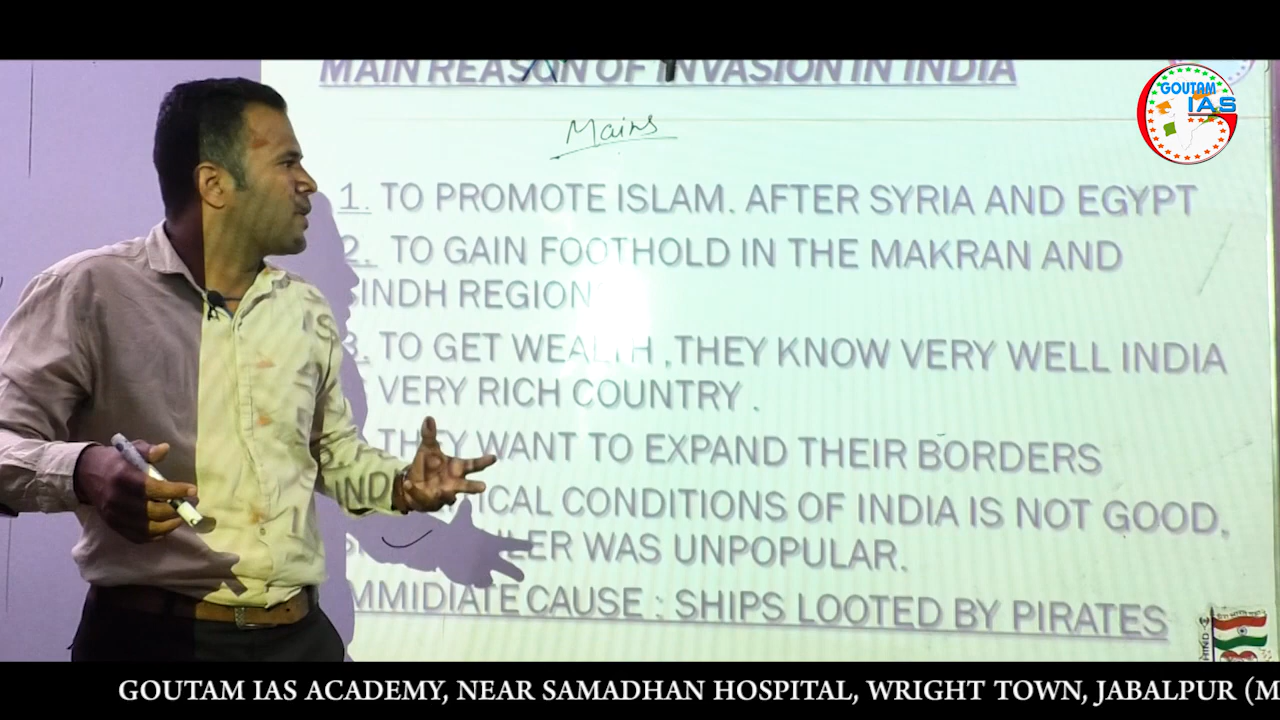 MAIN REASON OF INVASION IN INDIA
GOUTAM
IAS
Mains
1. TO PROMOTE ISLAM. AFTER SYRIA AND EGYPT
2. TO GAIN FOOTHOLD IN THE MAKRAN AND
SINDH REGION
3. TO GET WEALTH ,THEY KNOW VERY WELL INDIA
VERY RICH COUNTRY .
THEY WANT TO EXPAND THEIR BORDERS
CONDITIONS OF INDIA IS NOT GOOD.
WAS UNPOPULAR.
IMMIDIATE CAUSE : SHIPS LOOTED BY PIRATES
HIND
GOUTAM IAS ACADEMY, NEAR SAMADHAN HOSPITAL, WRIGHT TOWN, JABALPUR (M